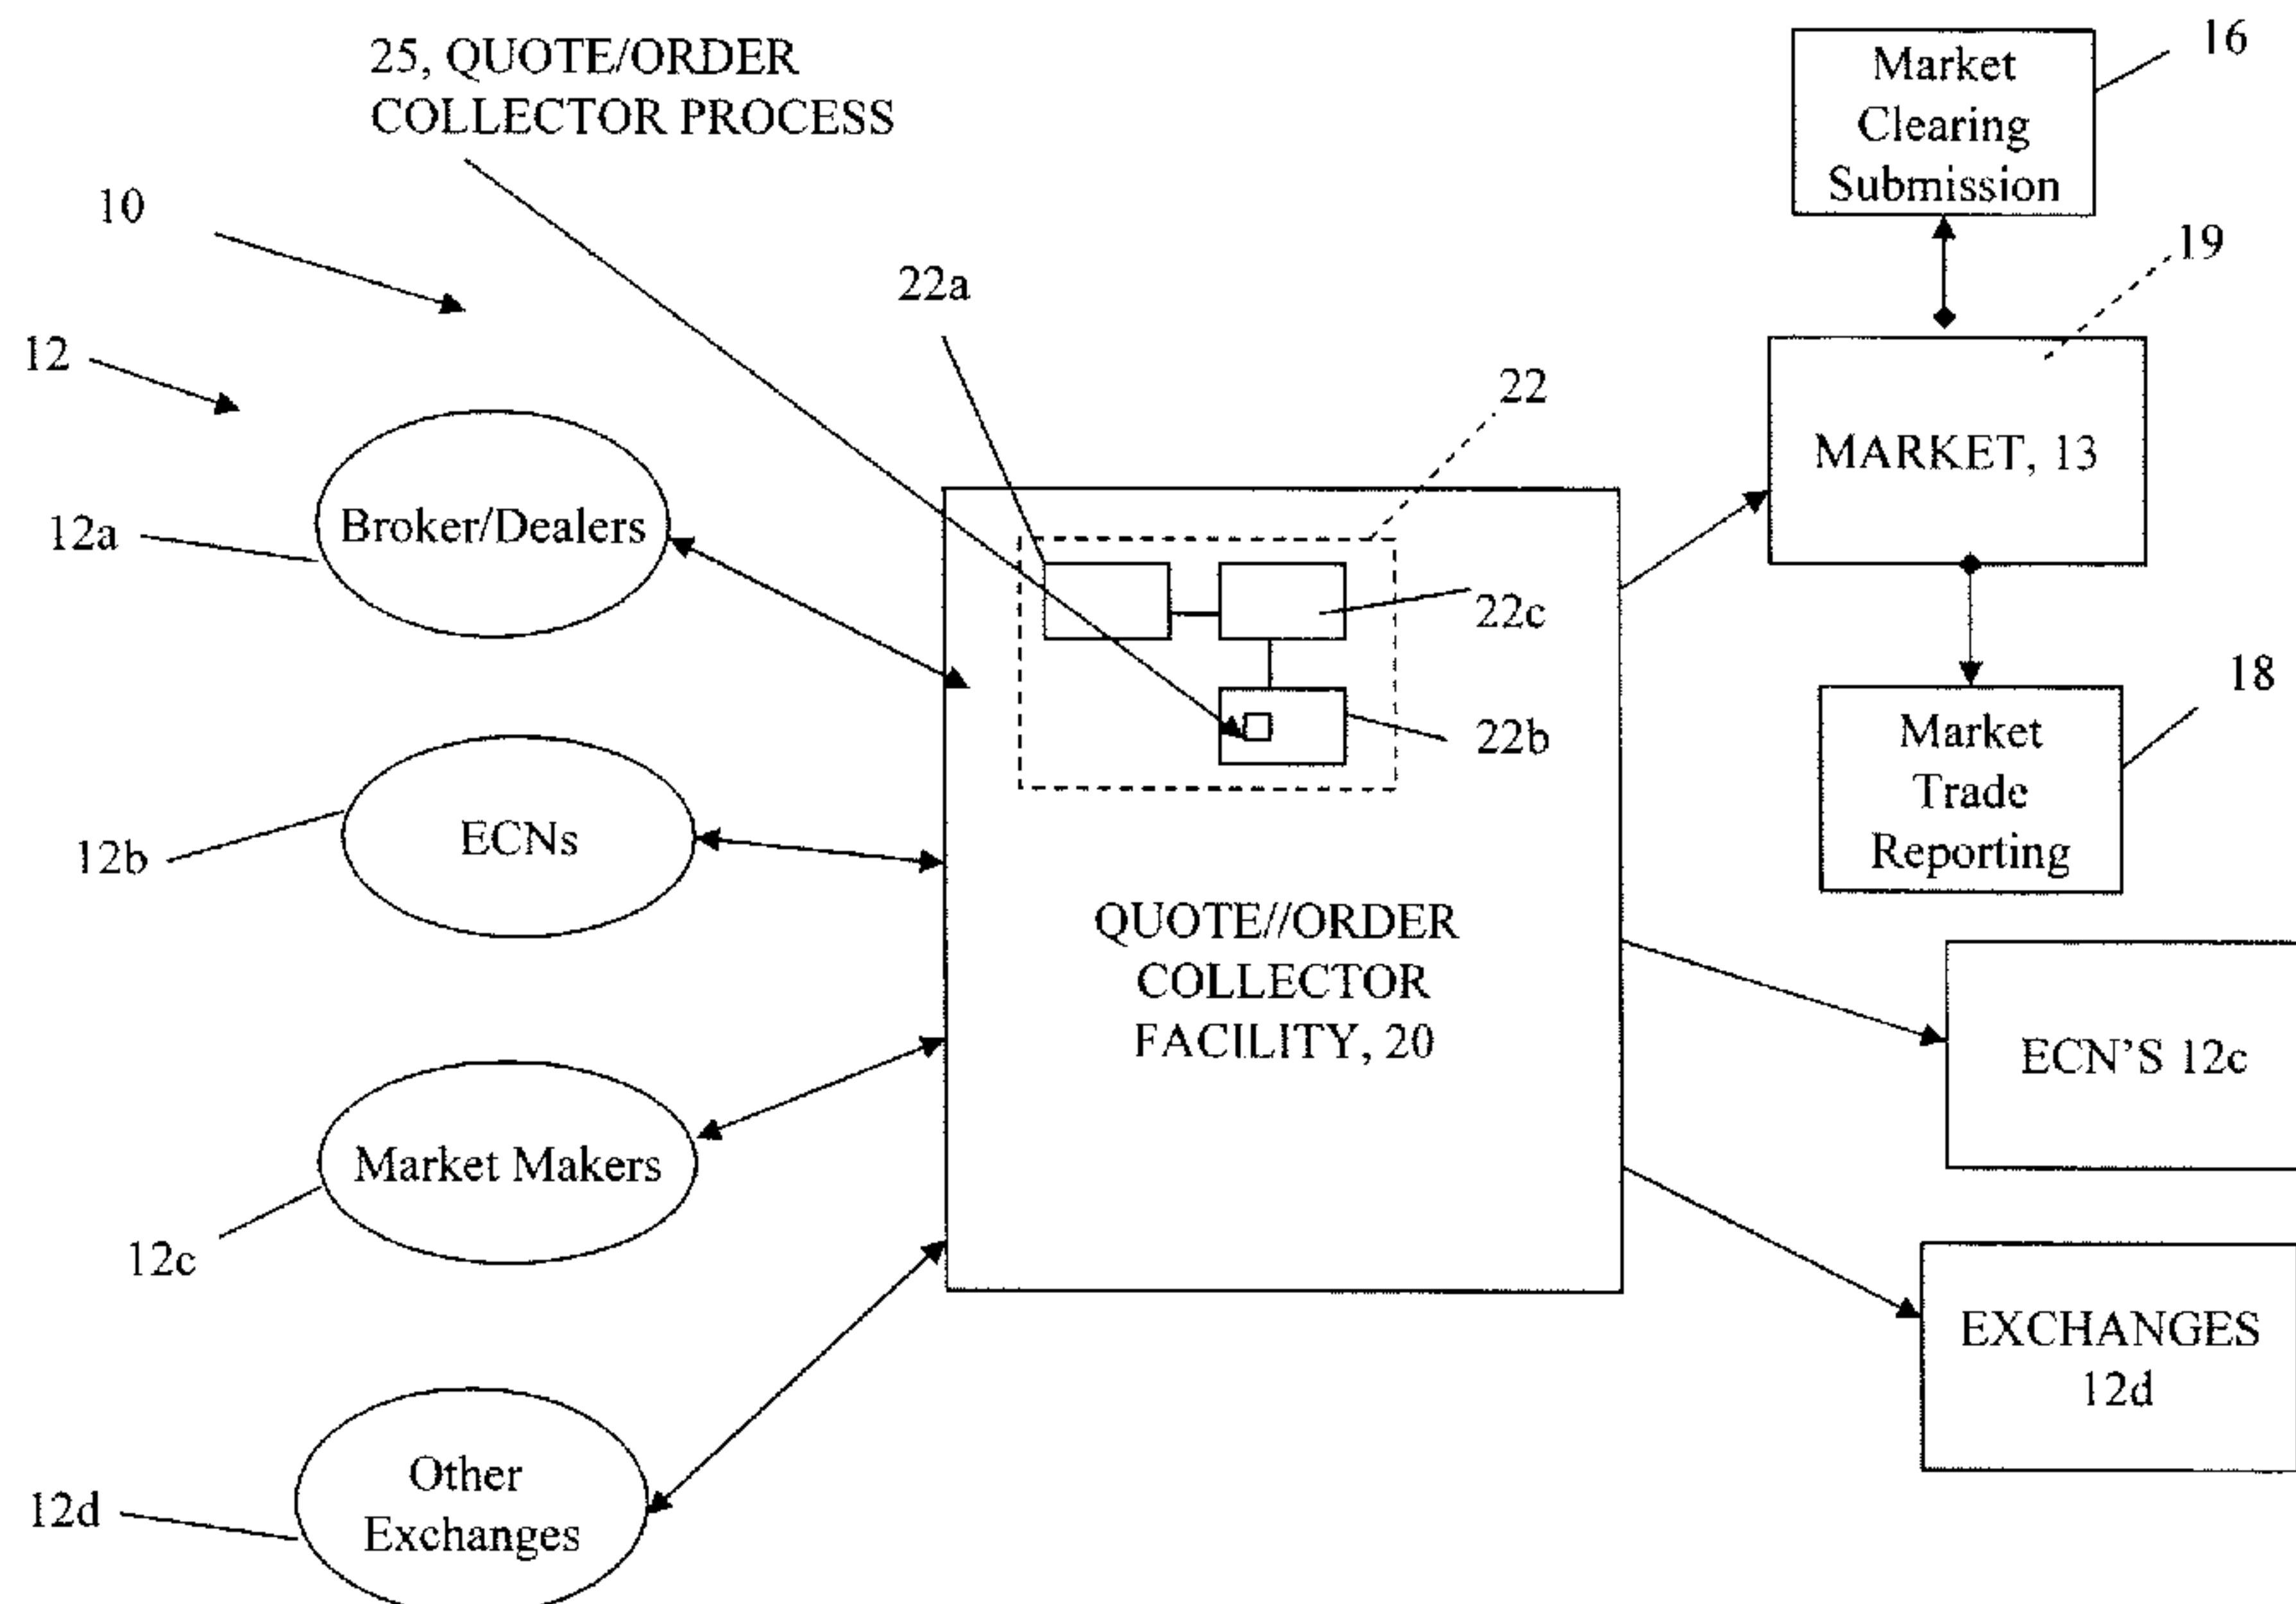 25, QUOTE/ORDER
COLLECTOR PROCESS
16
Market
Clearing
Submission
10
19
22a
12
22
MARKET, 13
12a
Broker/Dealers
22c
18
22b
Market
Trade
Reporting
12b
ECNs
QUOTE//ORDER
COLLECTOR
FACILITY, 20
ECN'S 12c
Market Makers
12c
EXCHANGES
12d
Other
Exchanges
12d